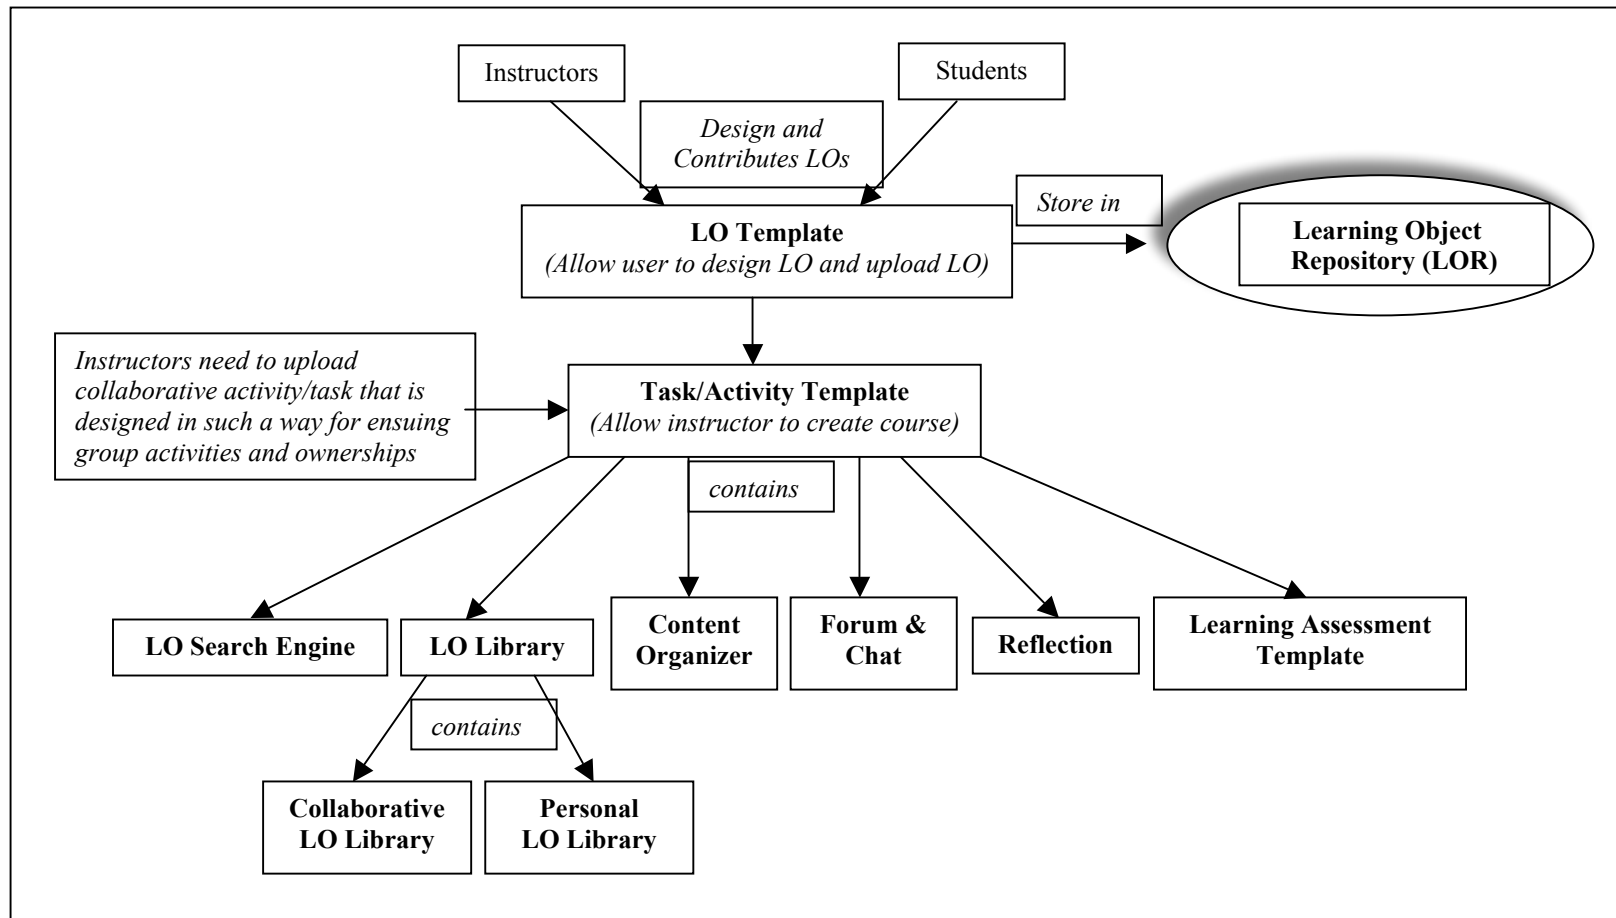 Instructors
Students
Design and
Contributes LOs
Store in
LO Template
(Allow user to design LO and upload LO)
Learning Object
Repository (LOR)
Instructors need to upload
collaborative activity/task that is
designed in such a way for ensuing
group activities and ownerships
Task/Activity Template
(Allow instructor to create course)
contains
LO Search Engine
LO Library
Content
Organizer
Forum &
Chat
Reflection
Learning Assessment
Template
contains
Collaborative
LO Library
Personal
LO Library